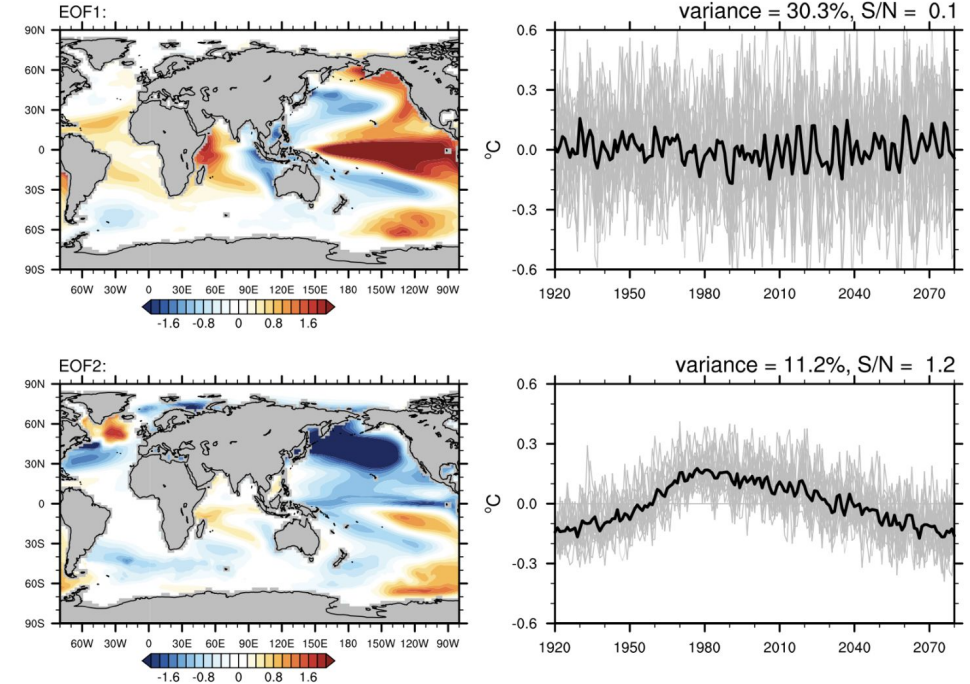 EOF1:
variance = 30.3%, S/N = 0.1
90N
60N
30N
0
30S
60S
90S
60W 30W 0 30E 60E 90E 120E 150E 180 150W 120W 90W
-1.6 -0.8 0 0.8 1.6
°C
0.6
0.3
0.0
-0.3
-0.6
1920 1950 1980 2010 2040 2070
EOF2:
variance = 11.2%, S/N = 1.2
90N
60N
30N
0
30S
60S
90S
60W 30W 0 30E 60E 90E 120E 150E 180 150W 120W 90W
-1.6 -0.8 0 0.8 1.6
°C
0.6
0.3
0.0
-0.3
-0.6
1920 1950 1980 2010 2040 2070